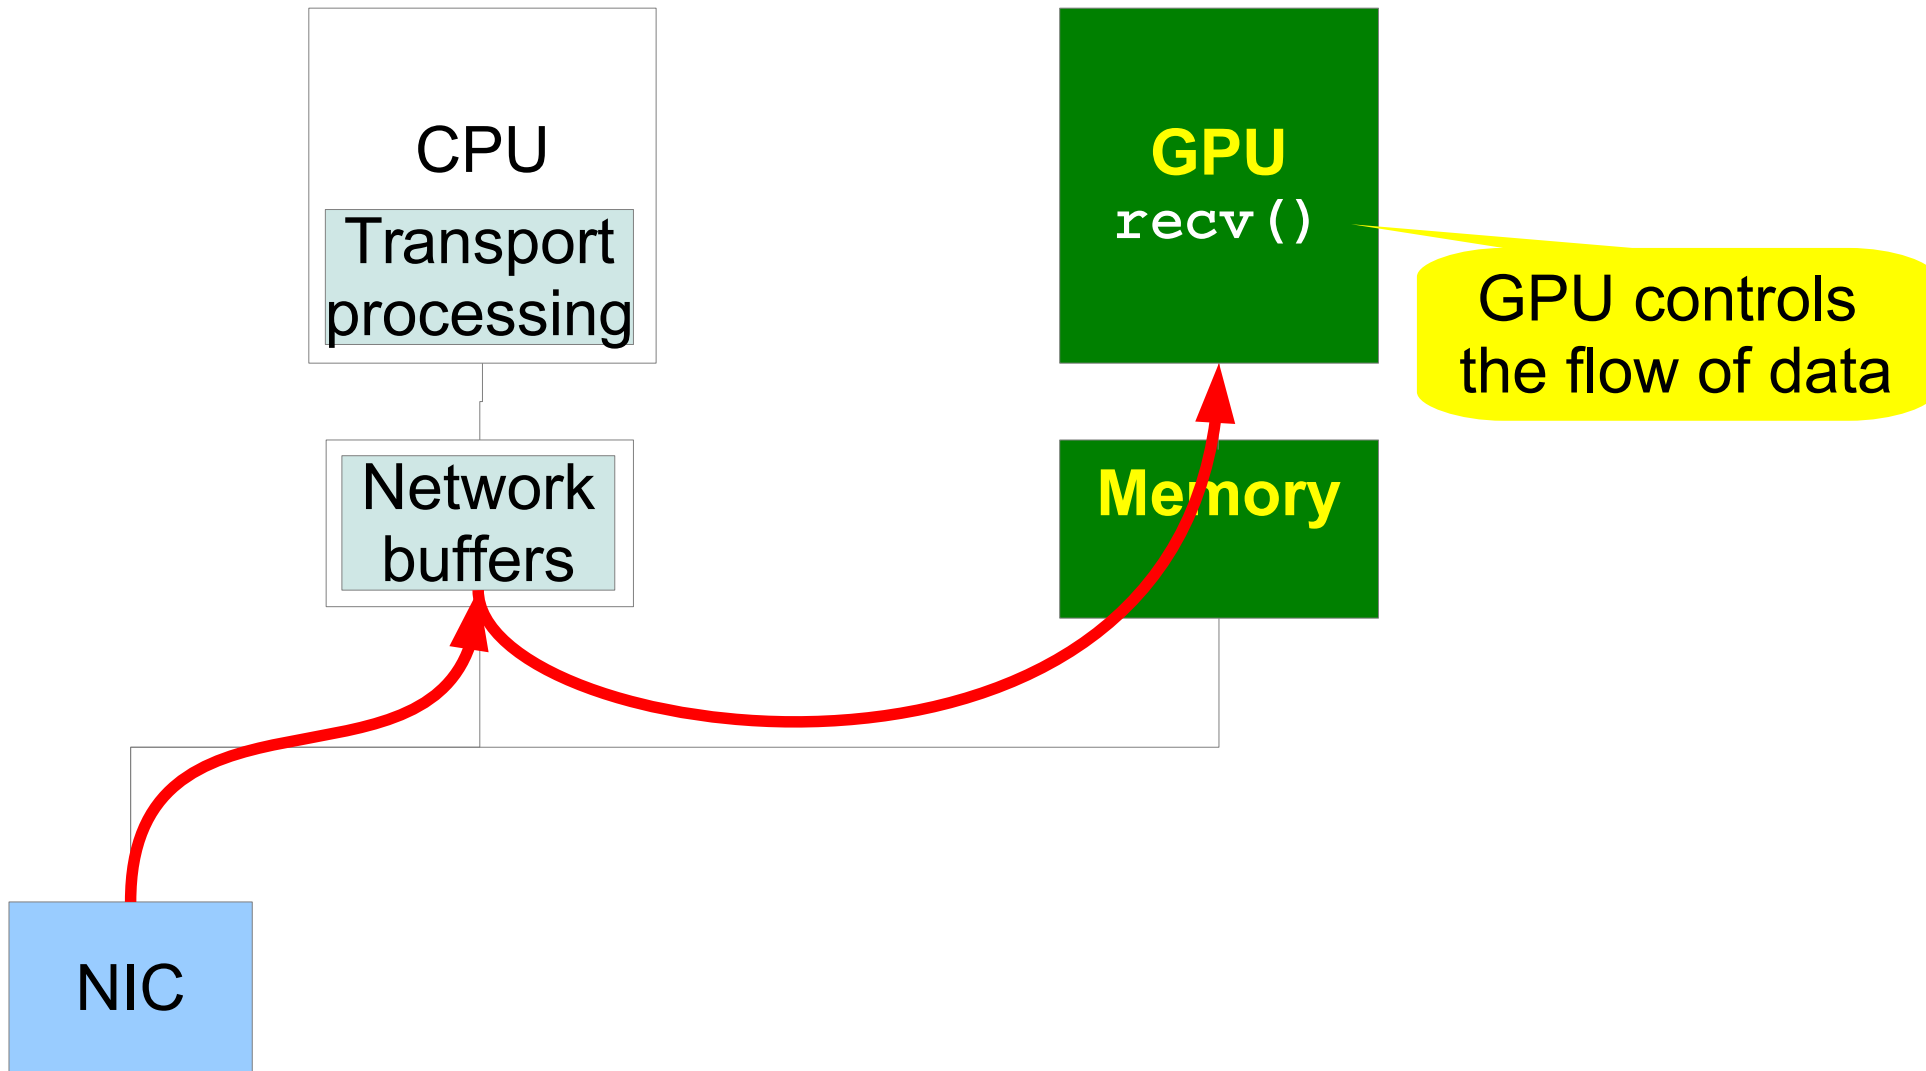 CPU
Transport
processing
GPU
recv()
GPU controls
the flow of data
Network
buffers
Memory
NIC